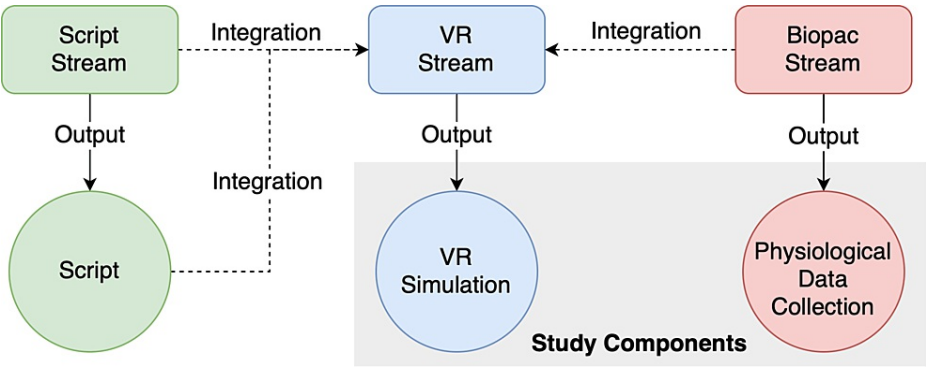 Script
Stream
Integration
VR
Stream
Integration
Biopac
Stream
Output
Output
Output
Integration
Script
VR
Simulation
Physiological
Data
Collection
Study Components